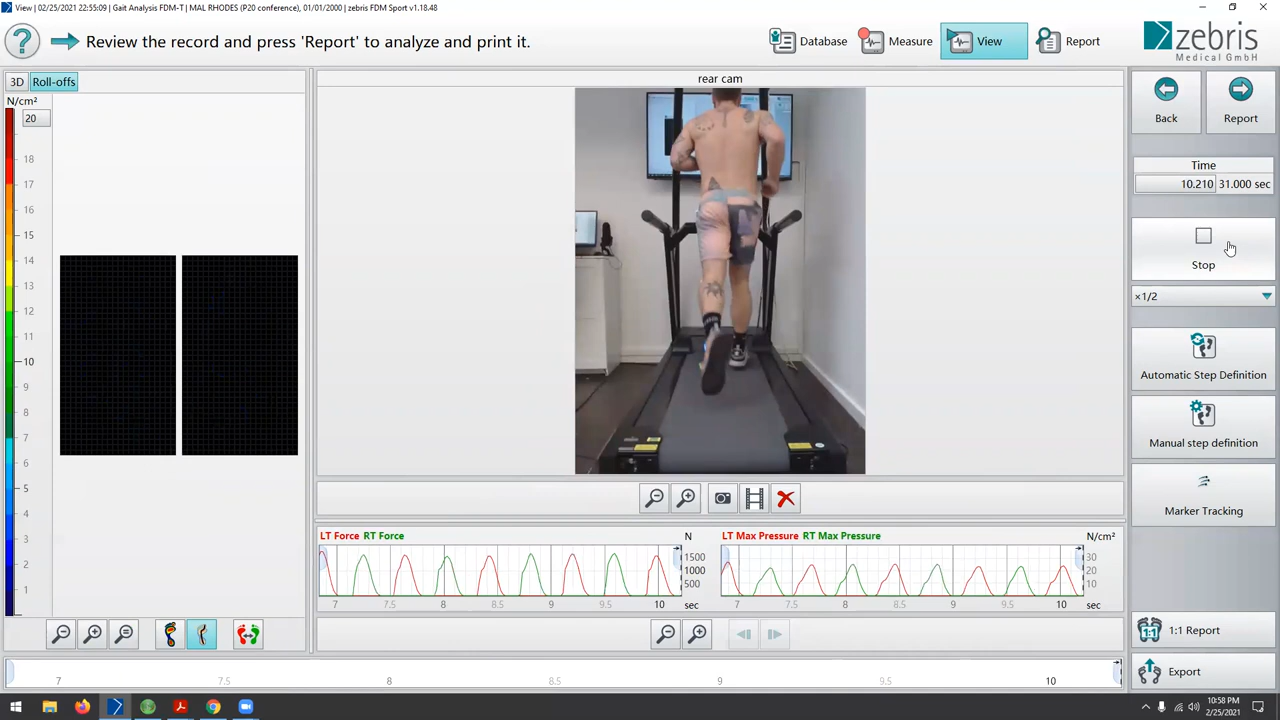 View | 02/25/2021 22:55:09 | Gait Analysis FDM-T | MAL RHODES (P20 conference), 01/01/2000 | zebris FDM Sport v1.18.48
? Review the record and press 'Report' to analyze and print it.
Database Measure View Report
zebris
Medical GmbH
3D Roll-offs
N/cm²
20
18
17
16
15
14
13
12
11
10
9
8
7
6
5
4
3
2
1
rear cam
Back Report
Time
10.210 31.000 sec
Stop
×1/2
Automatic Step Definition
Manual step definition
Marker Tracking
1:1 Report
Export
LT Force RT Force N
1500
1000
500
7 7.5 8 8.5 9 9.5 10 sec
LT Max Pressure RT Max Pressure N/cm²
30
20
10
7 7.5 8 8.5 9 9.5 10 sec
7 7.5 8 8.5 9 9.5 10
10:58 PM
2/25/2021